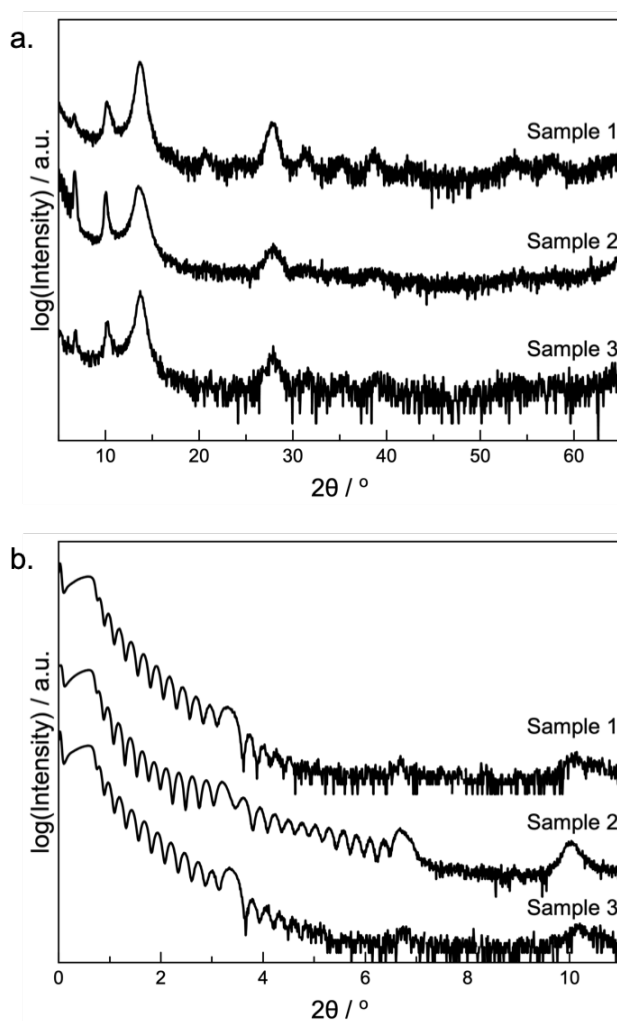 a.
log(Intensity) / a.u.
Sample 1
Sample 2
Sample 3
10 20 30 40 50 60
2θ / º
b.
log(Intensity) / a.u.
Sample 1
Sample 2
Sample 3
0 2 4 6 8 10
2θ / º